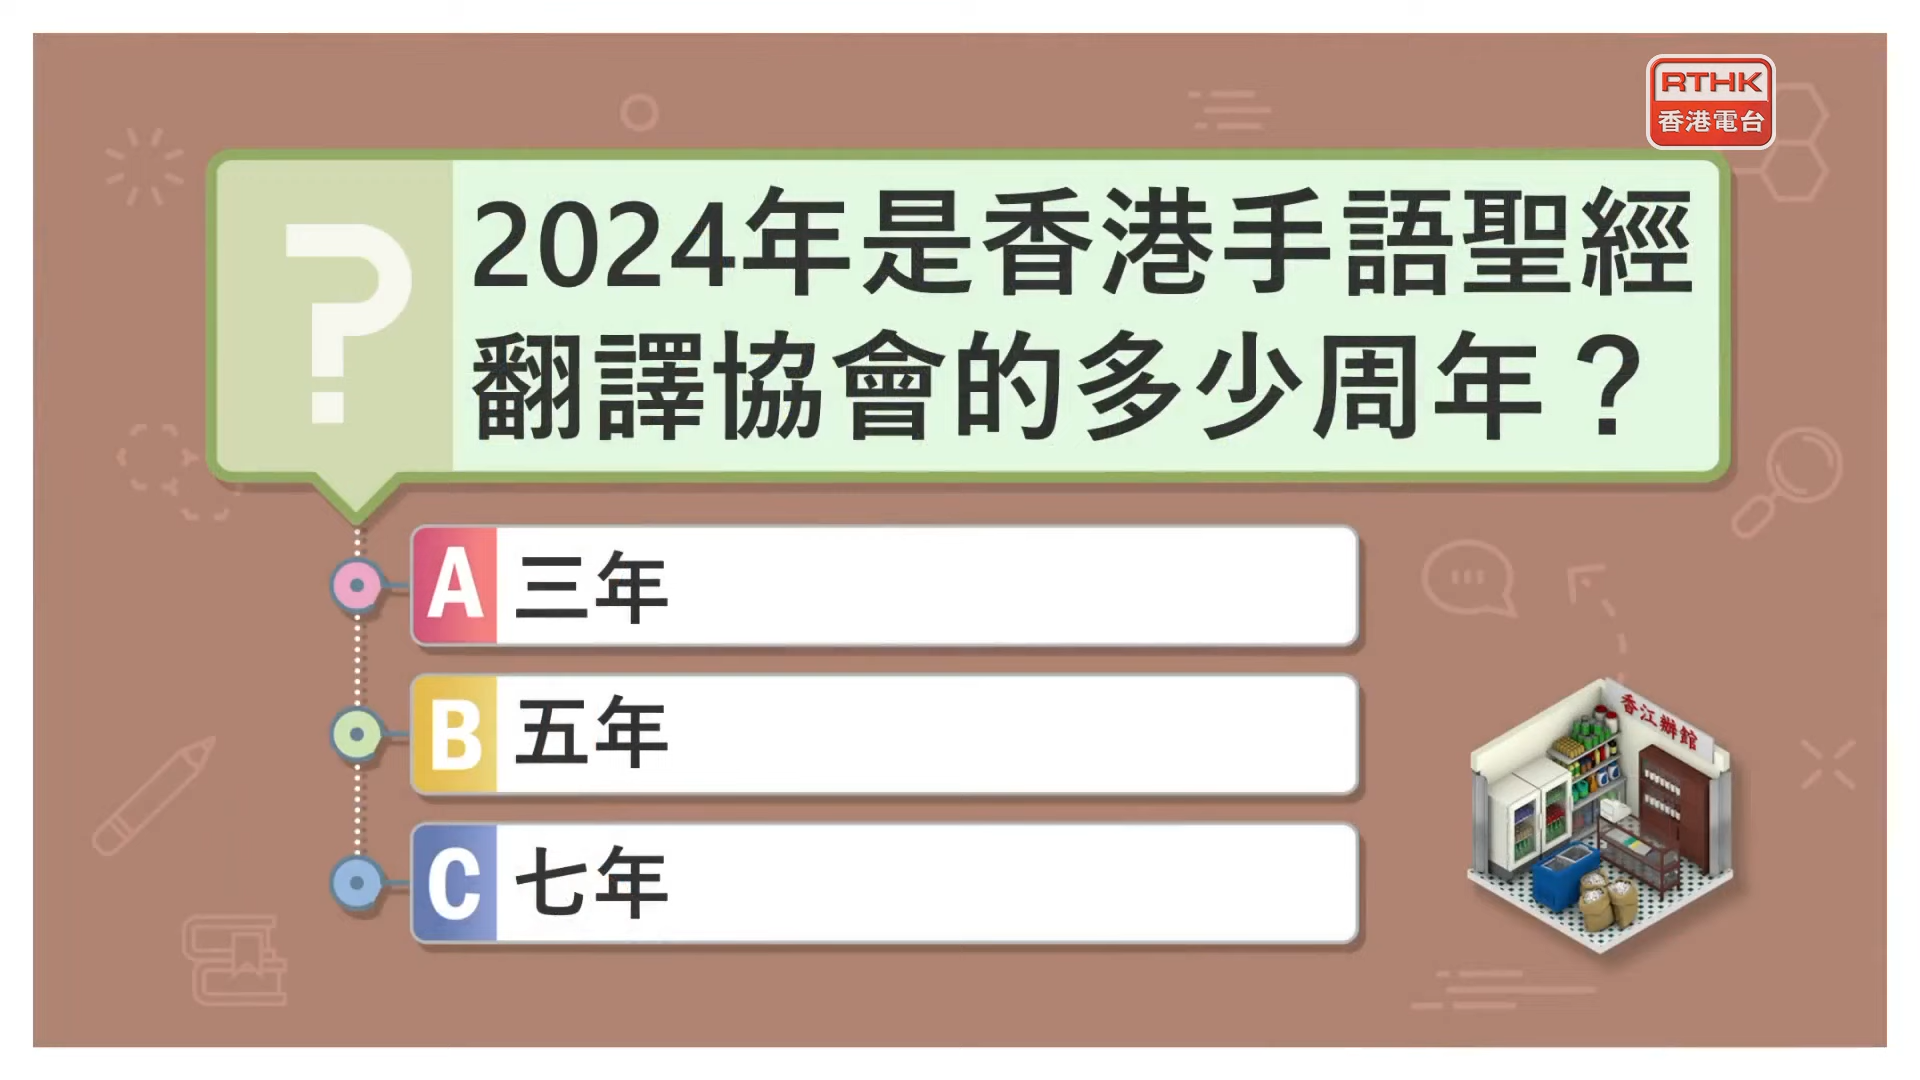 RTHK
香港電台
2024年是香港手語聖經
翻譯協會的多少周年？
A 三年
B 五年
C 七年
香江辦館